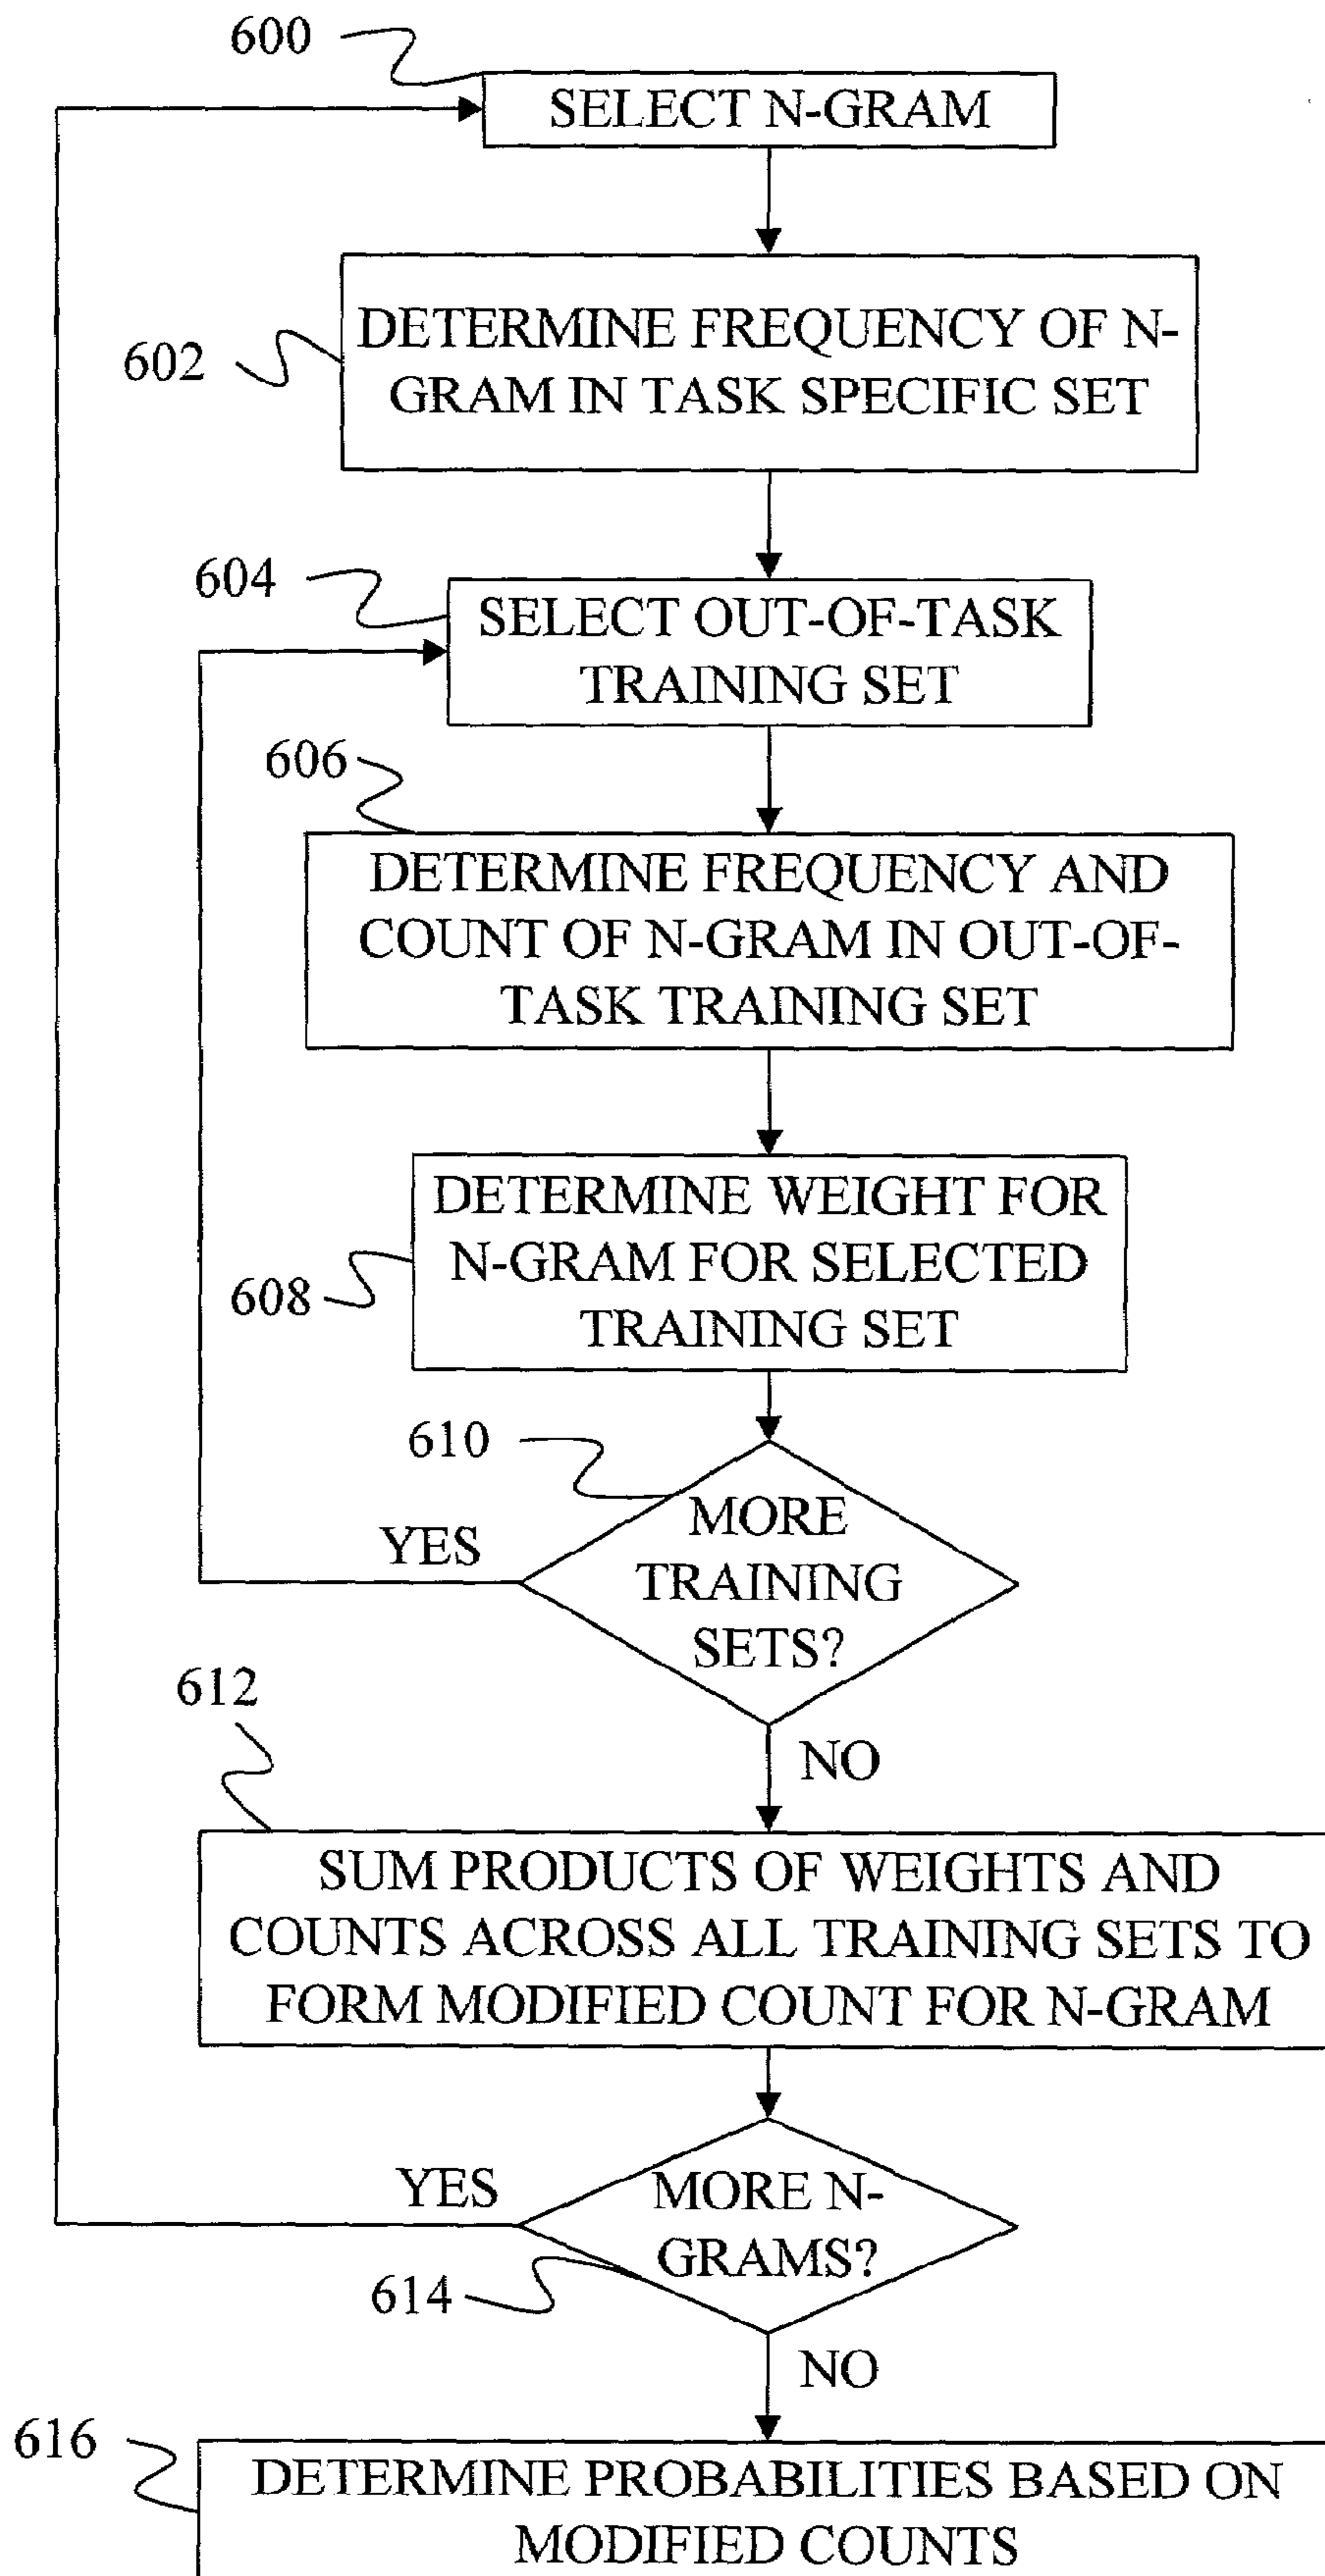 600
SELECT N-GRAM
602
DETERMINE FREQUENCY OF N-
GRAM IN TASK SPECIFIC SET
604
SELECT OUT-OF-TASK
TRAINING SET
606
DETERMINE FREQUENCY AND
COUNT OF N-GRAM IN OUT-OF-
TASK TRAINING SET
608
DETERMINE WEIGHT FOR
N-GRAM FOR SELECTED
TRAINING SET
610
MORE
TRAINING
SETS?
YES
NO
612
SUM PRODUCTS OF WEIGHTS AND
COUNTS ACROSS ALL TRAINING SETS TO
FORM MODIFIED COUNT FOR N-GRAM
614
MORE N-
GRAMS?
YES
NO
616
DETERMINE PROBABILITIES BASED ON
MODIFIED COUNTS